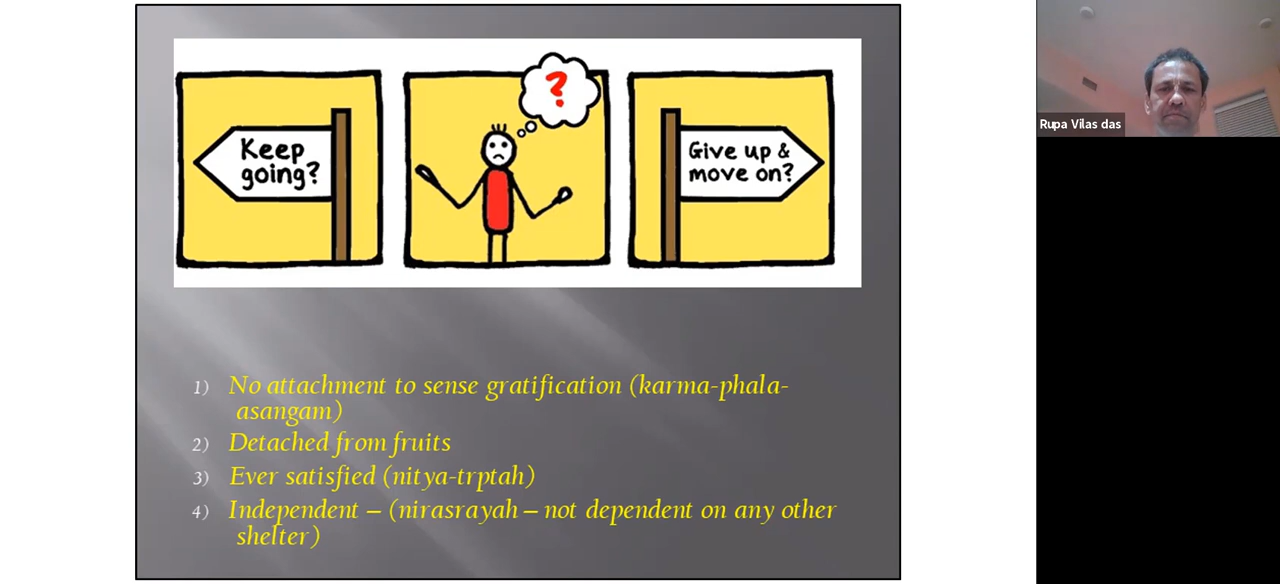 Keep
going?
?
Give up &
move on?
Rupa Vilas das
1) No attachment to sense gratification (karma-phala-
asangam)
2) Detached from fruits
3) Ever satisfied (nitya-trptah)
4) Independent – (nirasrayah – not dependent on any other
shelter)